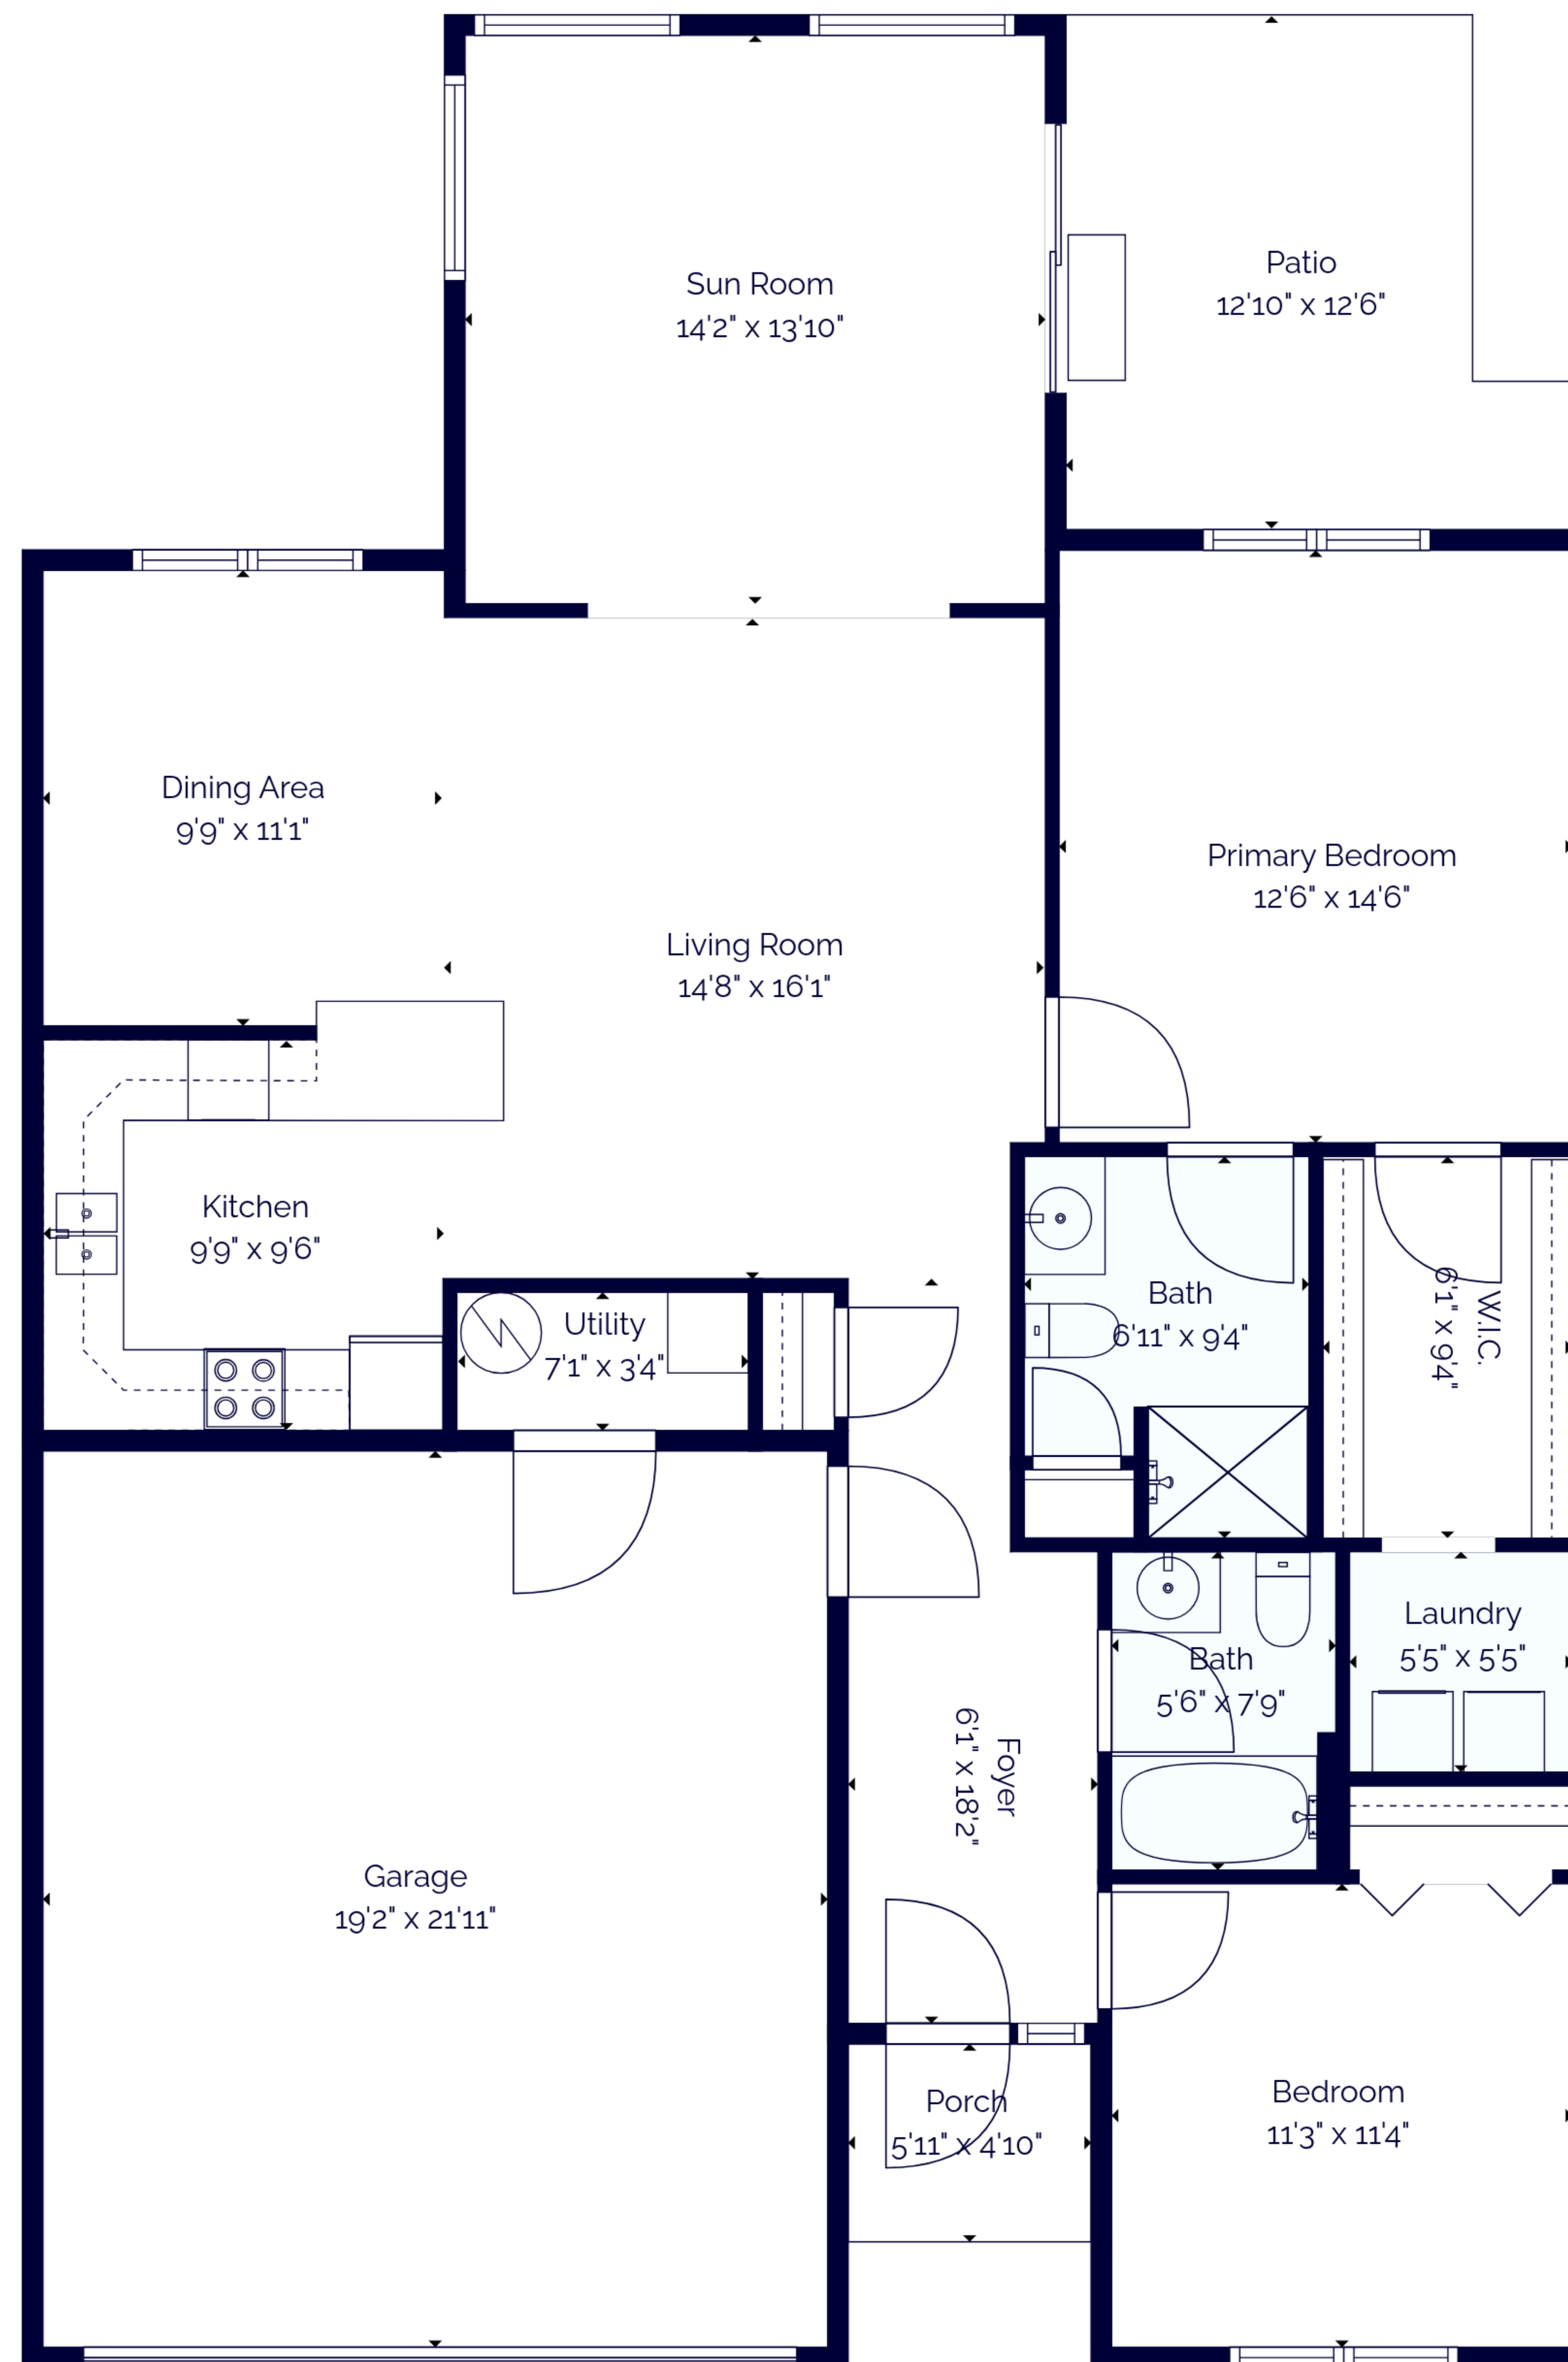 Patio
12'10" x 12'6"
Sun Room
14'2" x 13'10"
Dining Area
9'9" x 11'1"
Primary Bedroom
12'6" x 14'6"
Living Room
14'8" x 16'1"
Kitchen
9'9" x 9'6"
Utility
7'1" x 3'4"
Bath
6'11" x 9'4"
W.I.C.
6'1" x 9'4"
Laundry
5'5" x 5'5"
Bath
5'6" x 7'9"
Foyer
6'1" x 18'2"
Garage
19'2" x 21'11"
Porch
5'11" x 4'10"
Bedroom
11'3" x 11'4"